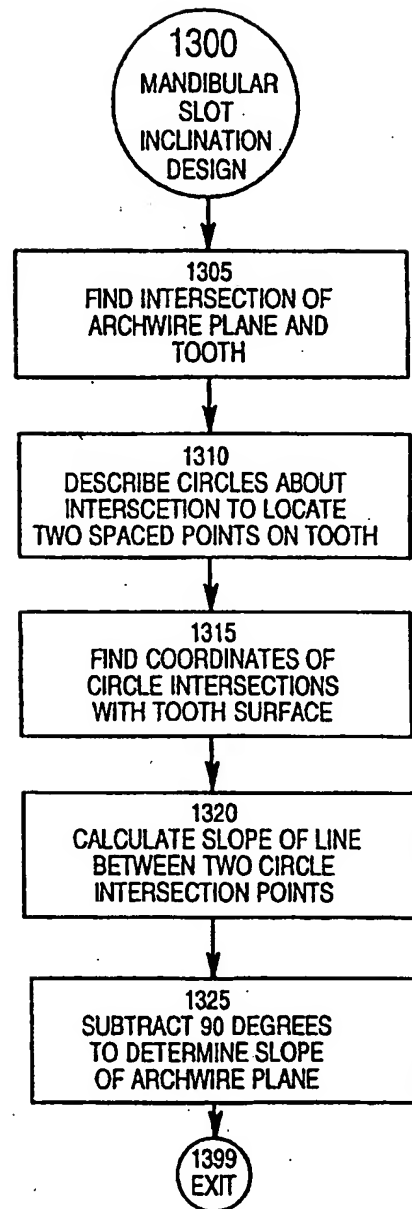 1300
MANDIBULAR
SLOT
INCLINATION
DESIGN
1305
FIND INTERSECTION OF
ARCHWIRE PLANE AND
TOOTH
1310
DESCRIBE CIRCLES ABOUT
INTERSCETION TO LOCATE
TWO SPACED POINTS ON TOOTH
1315
FIND COORDINATES OF
CIRCLE INTERSECTIONS
WITH TOOTH SURFACE
1320
CALCULATE SLOPE OF LINE
BETWEEN TWO CIRCLE
INTERSECTION POINTS
1325
SUBTRACT 90 DEGREES
TO DETERMINE SLOPE
OF ARCHWIRE PLANE
1399
EXIT